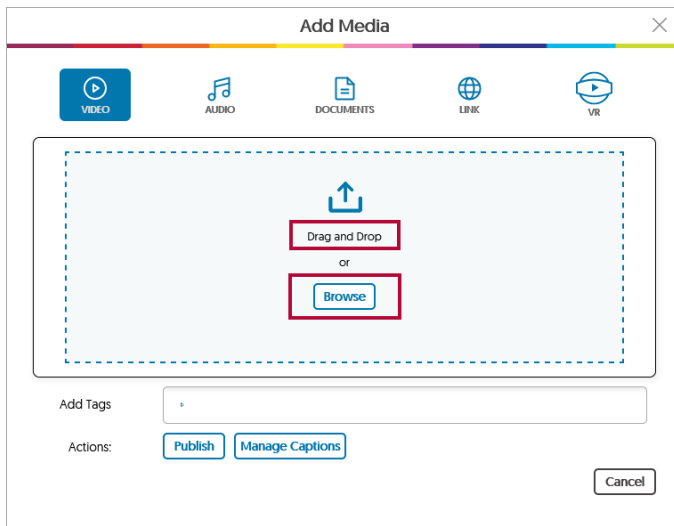 Add Media
VIDEO AUDIO DOCUMENTS LINK VR
Drag and Drop
or
Browse
Add Tags
Actions: Publish Manage Captions
Cancel